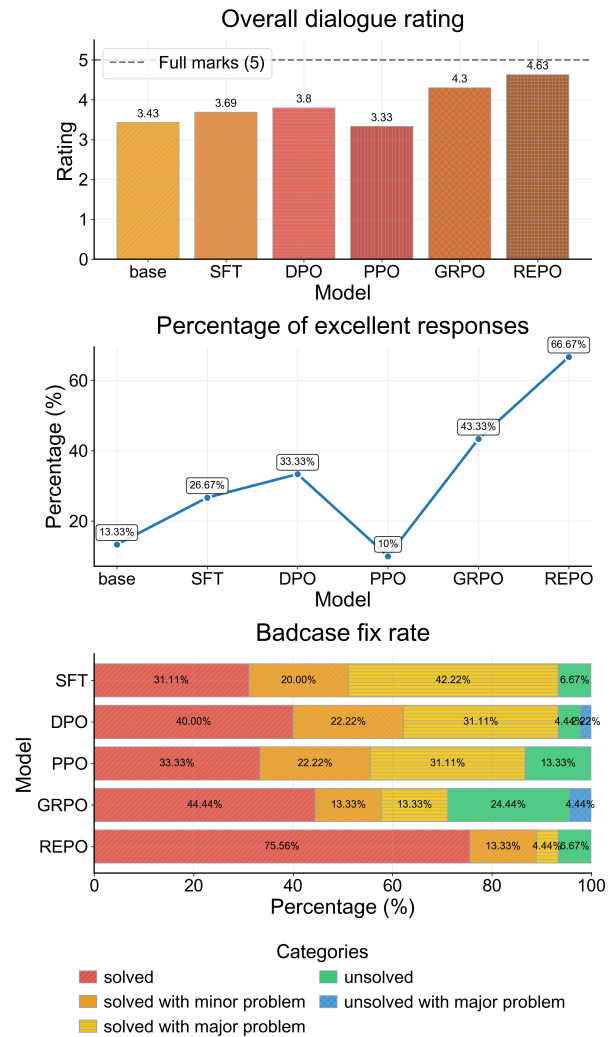 Overall dialogue rating
5
4
3
2
1
0
Rating
Full marks (5)
3.43
3.69
3.8
3.33
4.3
4.63
base SFT DPO PPO GRPO REPO
Model
Percentage of excellent responses
60
40
20
Percentage (%)
13.33%
26.67%
33.33%
10%
43.33%
66.67%
base SFT DPO PPO GRPO REPO
Model
Badcase fix rate
Model
SFT 31.11% 20.00% 42.22% 6.67%
DPO 40.00% 22.22% 31.11% 4.44% 2.22%
PPO 33.33% 22.22% 31.11% 13.33%
GRPO 44.44% 13.33% 13.33% 24.44% 4.44%
REPO 75.56% 13.33% 4.44% 6.67%
0 20 40 60 80 100
Percentage (%)
Categories
solved
solved with minor problem
solved with major problem
unsolved
unsolved with major problem